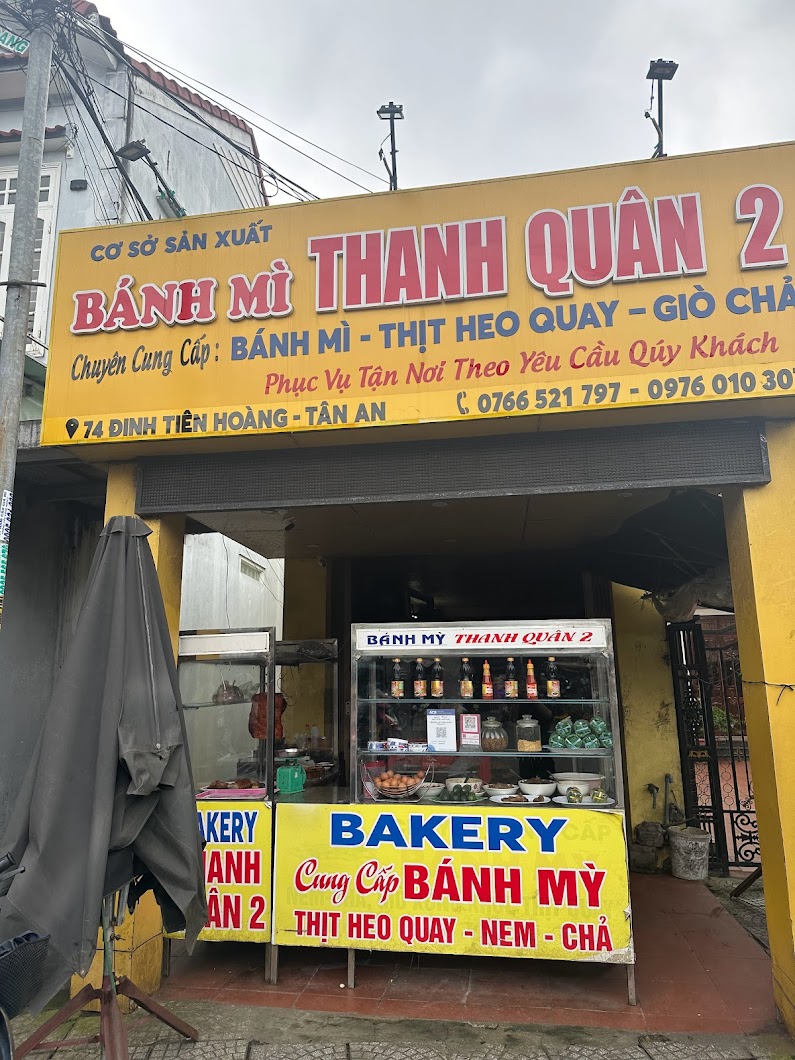 CƠ SỞ SẢN XUẤT
BÁNH MÌ THANH QUÂN 2
Chuyên Cung Cấp: BÁNH MÌ - THỊT HEO QUAY - GIÒ CHẢ
Phục Vụ Tận Nơi Theo Yêu Cầu Qúy Khách
74 ĐINH TIÊN HOÀNG - TÂN AN
0766 521 797 - 0976 010 307
BÁNH MỲ THANH QUÂN 2
AKERY
HANH
ÂN 2
BAKERY
Cung Cấp BÁNH MỲ
THỊT HEO QUAY - NEM - CHẢ